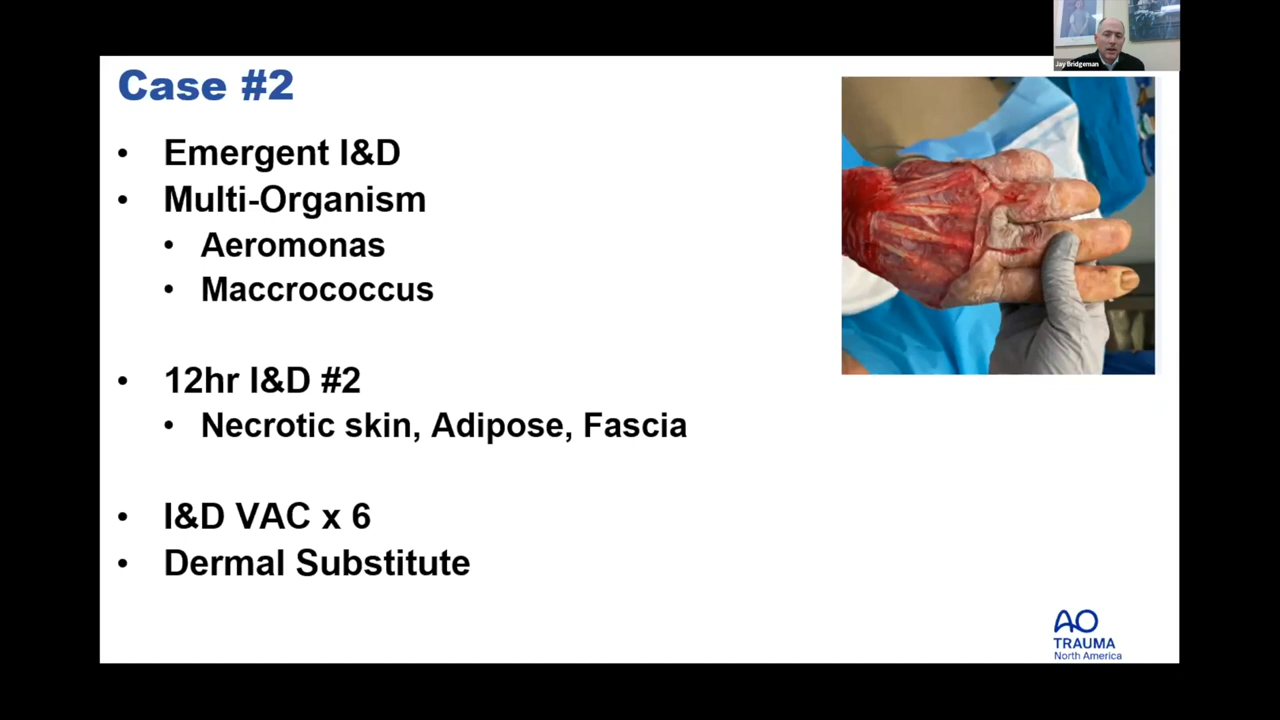 Jay Bridgeman
Case #2
• Emergent I&D
• Multi-Organism
• Aeromonas
• Maccrococcus
• 12hr I&D #2
• Necrotic skin, Adipose, Fascia
• I&D VAC x 6
• Dermal Substitute
AO
TRAUMA
North America